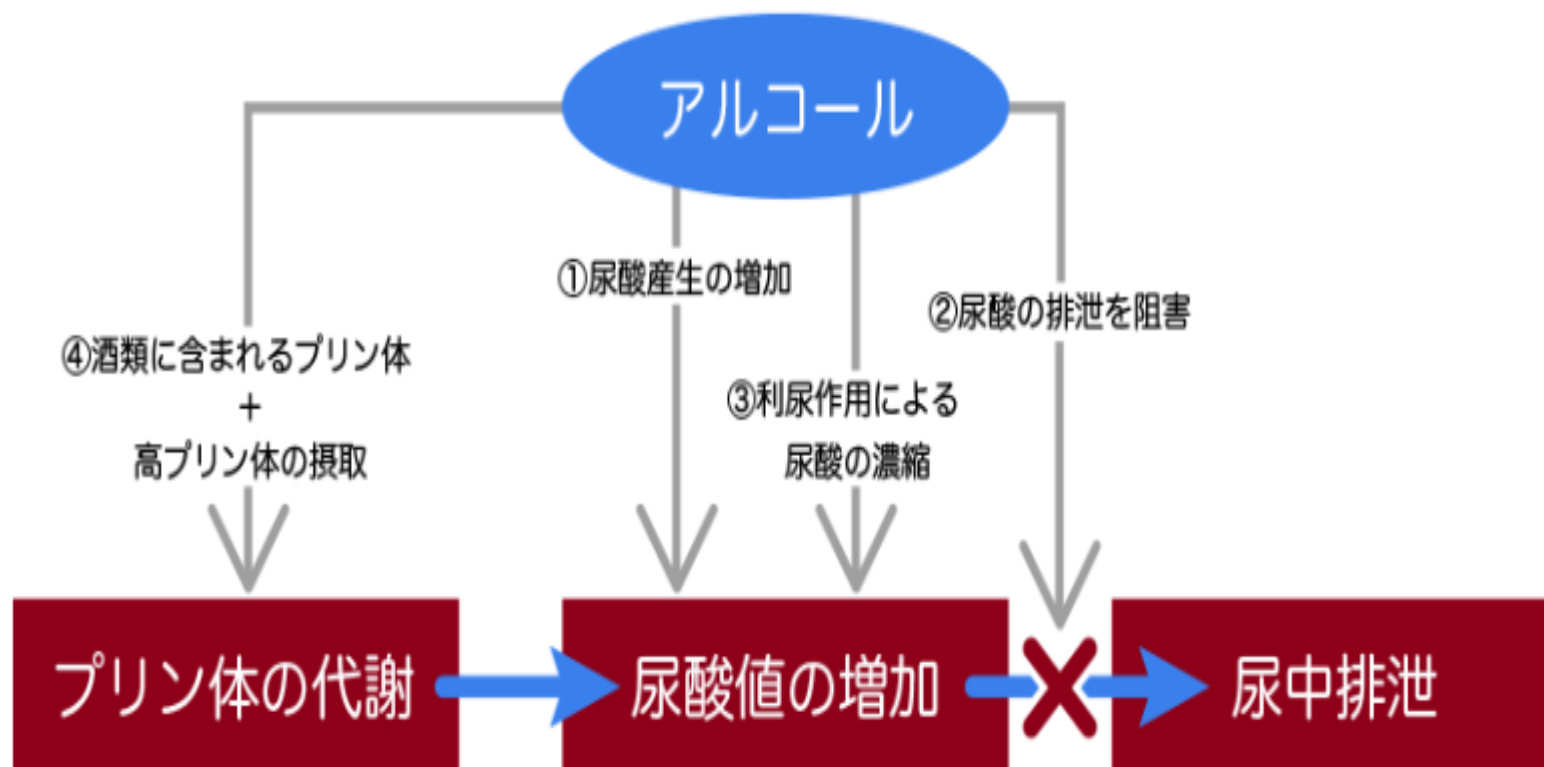 アルコール
①尿酸産生の増加
②尿酸の排泄を阻害
④酒類に含まれるプリン体
+
高プリン体の摂取
③利尿作用による
尿酸の濃縮
プリン体の代謝
尿酸値の増加
尿中排泄